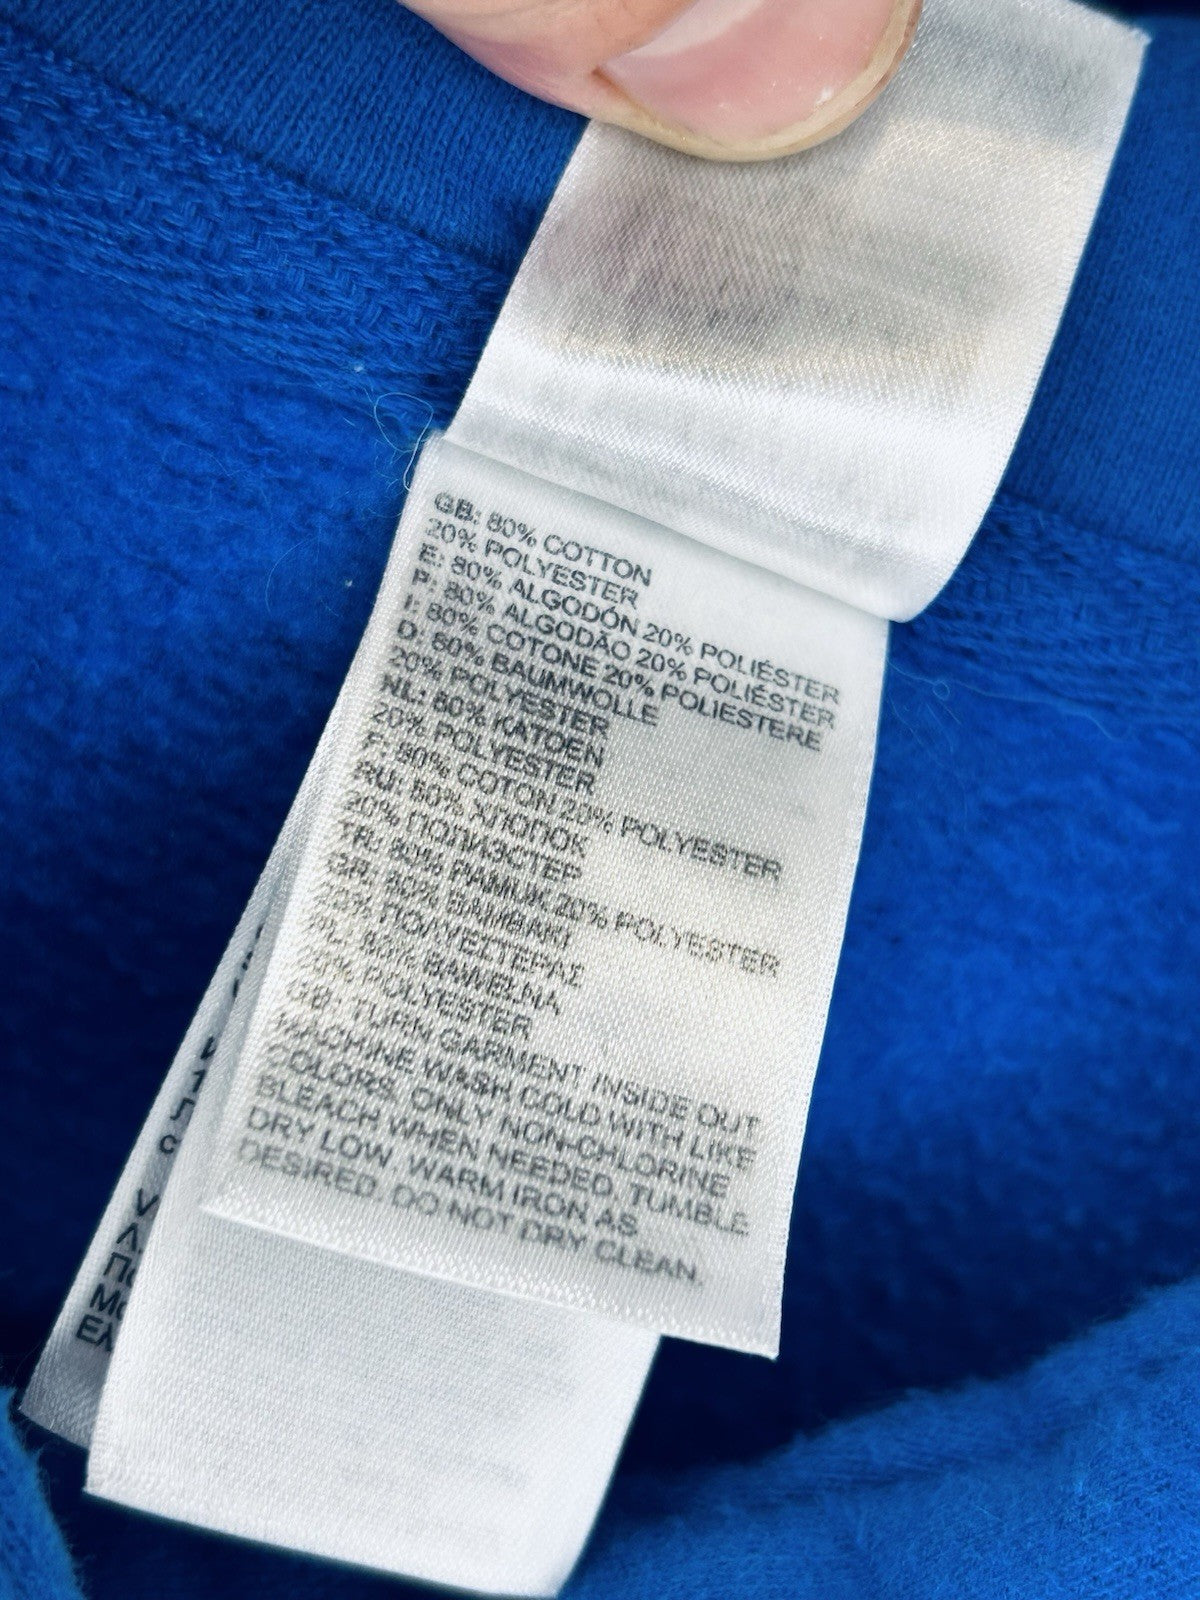 GB: 80% COTTON
20% POLYESTER
E: 80% ALGODÓN 20% POLIÉSTER
P: 80% ALGODÃO 20% POLIÉSTER
I: 80% COTONE 20% POLIESTERE
D: 80% BAUMWOLLE
20% POLYESTER
NL: 80% KATOEN
20% POLYESTER
F: 80% COTON 20% POLYESTER
RU: 80% ХЛОПОК
20% ПОЛИЭСТЕР
TR: 80% PAMUK 20% POLYESTER
GR: 80% ΒΑΜΒΑΚΙ
20% ΠΟΛΥΕΣΤΕΡΑΣ
PL: 80% BAWEŁNA
20% POLYESTER
GB: TURN GARMENT INSIDE OUT
MACHINE WASH COLD WITH LIKE
COLORS, ONLY NON-CHLORINE
BLEACH WHEN NEEDED, TUMBLE
DRY LOW, WARM IRON AS
DESIRED. DO NOT DRY CLEAN.